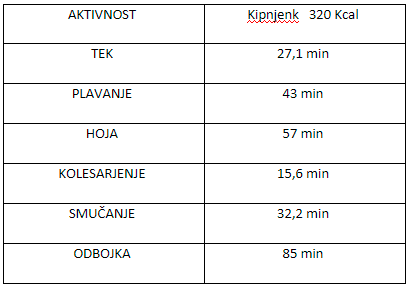 AKTIVNOST Kipnjenk 320 Kcal
TEK 27,1 min
PLAVANJE 43 min
HOJA 57 min
KOLESARJENJE 15,6 min
SMUČANJE 32,2 min
ODBOJKA 85 min